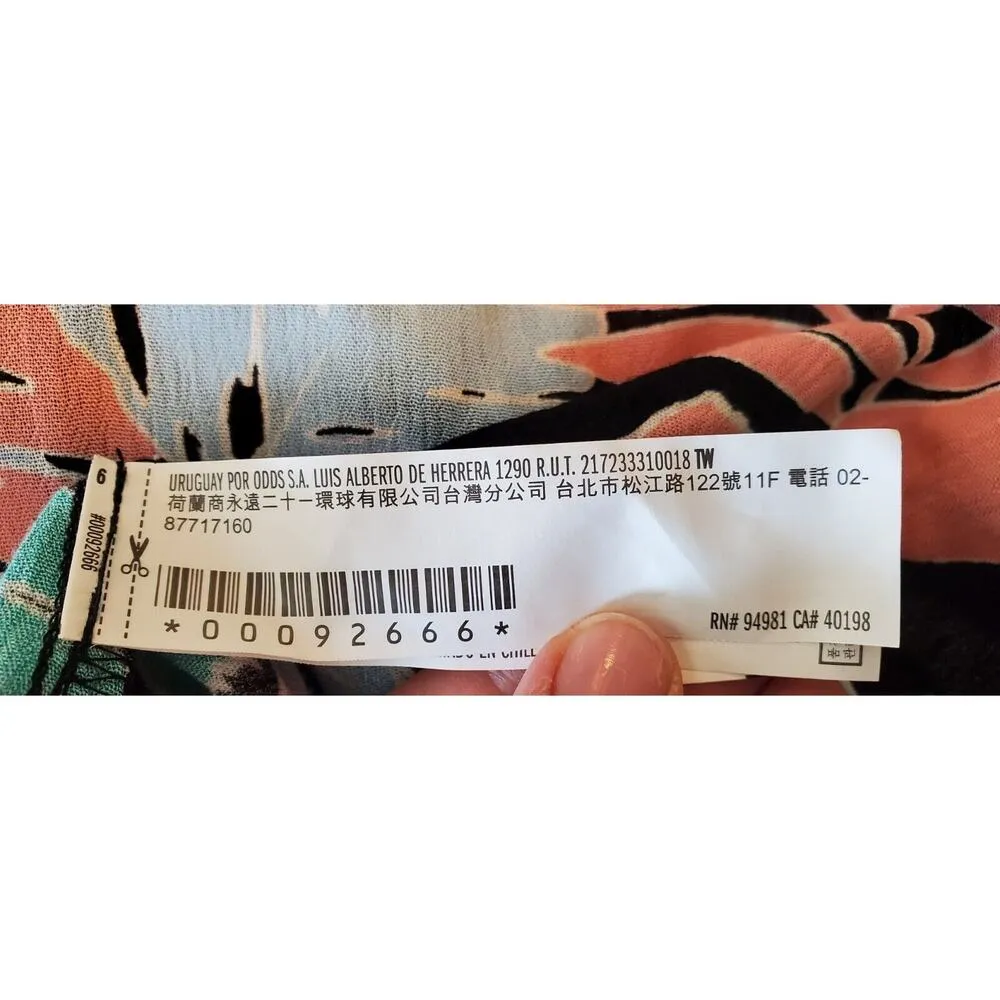 URUGUAY POR ODDS S.A. LUIS ALBERTO DE HERRERA 1290 R.U.T. 217233310018 TW
荷蘭商永遠二十一環球有限公司台灣分公司 台北市松江路122號11F 電話 02-
87717160
*00092666*
RN# 94981 CA# 40198
6
#00092666